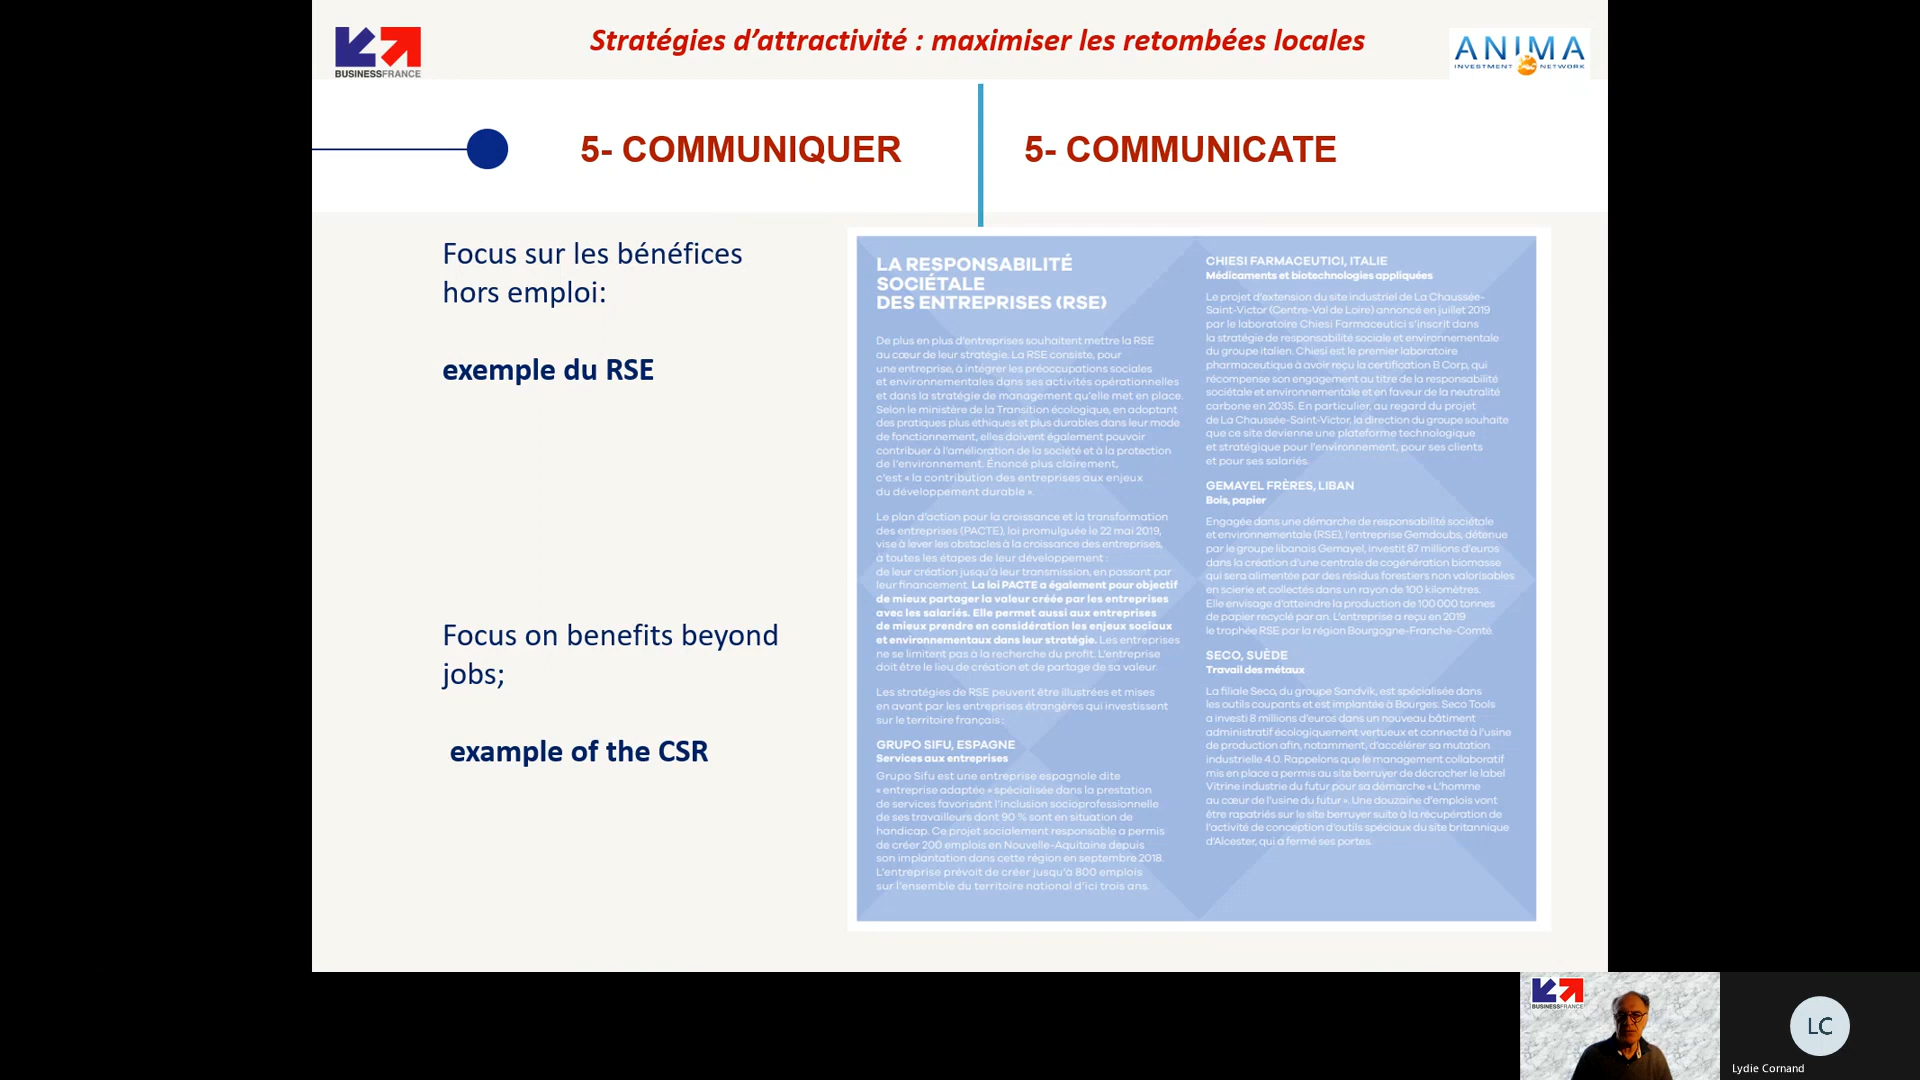 BUSINESSFRANCE
Stratégies d'attractivité : maximiser les retombées locales
ANIMA
INVESTMENT NETWORK
5- COMMUNIQUER
5- COMMUNICATE
Focus sur les bénéfices
hors emploi:
exemple du RSE
Focus on benefits beyond
jobs;
example of the CSR
LA RESPONSABILITÉ
SOCIÉTALE
DES ENTREPRISES (RSE)
De plus en plus d'entreprises souhaitent mettre la RSE
au cœur de leur stratégie. La RSE consiste, pour
une entreprise, à intégrer les préoccupations sociales
et environnementales dans ses activités opérationnelles
et dans la stratégie de management qu'elle met en place.
Selon le ministère de la Transition écologique, en adoptant
des pratiques plus éthiques et plus durables dans leur mode
de fonctionnement, elles doivent également pouvoir
contribuer à l'amélioration de la société et à la protection
de l'environnement. Énoncé plus clairement,
c'est « la contribution des entreprises aux enjeux
du développement durable ».
Le plan d'action pour la croissance et la transformation
des entreprises (PACTE), loi promulguée le 22 mai 2019,
vise à lever les obstacles à la croissance des entreprises,
à toutes les étapes de leur développement :
de leur création jusqu'à leur transmission, en passant par
leur financement. La loi PACTE a également pour objectif
de mieux partager la valeur créée par les entreprises
avec les salariés. Elle permet aussi aux entreprises
de mieux prendre en considération les enjeux sociaux
et environnementaux dans leur stratégie. Les entreprises
ne se limitent pas à la recherche du profit. L'entreprise
doit être le lieu de création et de partage de sa valeur.
Les stratégies de RSE peuvent être illustrées et mises
en avant par les entreprises étrangères qui investissent
sur le territoire français :
GRUPO SIFU, ESPAGNE
Services aux entreprises
Grupo Sifu est une entreprise espagnole dite
« entreprise adaptée » spécialisée dans la prestation
de services favorisant l'inclusion socioprofessionnelle
de ses travailleurs dont 90 % sont en situation de
handicap. Ce projet socialement responsable a permis
de créer 200 emplois en Nouvelle-Aquitaine depuis
son implantation dans cette région en septembre 2018.
L'entreprise prévoit de créer jusqu'à 800 emplois
sur l'ensemble du territoire national d'ici trois ans.
CHIESI FARMACEUTICI, ITALIE
Médicaments et biotechnologies appliquées
Le projet d'extension du site industriel de La Chaussée-
Saint-Victor (Centre-Val de Loire) annoncé en juillet 2019
par le laboratoire Chiesi Farmaceutici s'inscrit dans
la stratégie de responsabilité sociale et environnementale
du groupe italien. Chiesi est le premier laboratoire
pharmaceutique à avoir reçu la certification B Corp, qui
récompense son engagement au titre de la responsabilité
sociétale et environnementale et en faveur de la neutralité
carbone en 2035. En particulier, au regard du projet
de La Chaussée-Saint-Victor, la direction du groupe souhaite
que ce site devienne une plateforme technologique
et stratégique pour l'environnement, pour ses clients
et pour ses salariés.
GEMAYEL FRÈRES, LIBAN
Bois, papier
Engagée dans une démarche de responsabilité sociétale
et environnementale (RSE), l'entreprise Gemdoubs, détenue
par le groupe libanais Gemayel, investit 87 millions d'euros
dans la création d'une centrale de cogénération biomasse
qui sera alimentée par des résidus forestiers non valorisables
en scierie et collectés dans un rayon de 100 kilomètres.
Elle envisage d'atteindre la production de 100 000 tonnes
de papier recyclé par an. L'entreprise a reçu en 2019
le trophée RSE par la région Bourgogne-Franche-Comté.
SECO, SUÈDE
Travail des métaux
La filiale Seco, du groupe Sandvik, est spécialisée dans
les outils coupants et est implantée à Bourges. Seco Tools
a investi 8 millions d'euros dans un nouveau bâtiment
administratif écologiquement vertueux et connecté à l'usine
de production afin, notamment, d'accélérer sa mutation
industrielle 4.0. Rappelons que le management collaboratif
mis en place a permis au site berruyer de décrocher le label
Vitrine industrie du futur pour sa démarche « L'homme
au cœur de l'usine du futur ». Une douzaine d'emplois vont
être rapatriés sur le site berruyer suite à la récupération de
l'activité de conception d'outils spéciaux du site britannique
d'Alcester, qui a fermé ses portes.
BUSINESSFRANCE
LC
Lydie Cornand